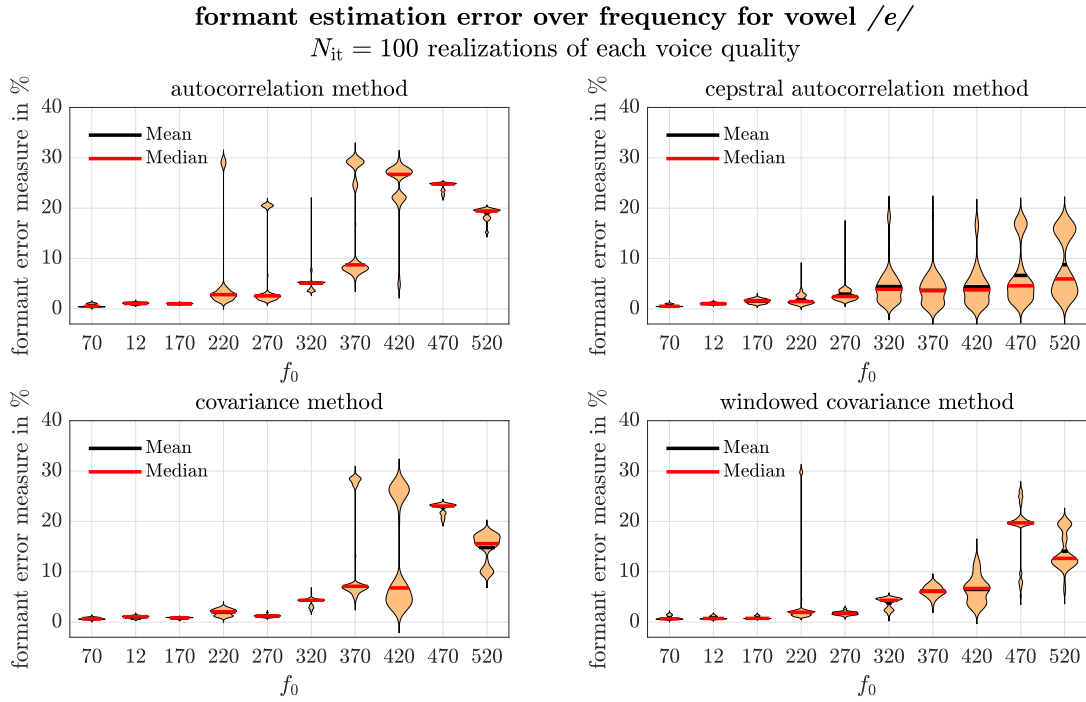 formant estimation error over frequency for vowel /e/
N_it = 100 realizations of each voice quality
autocorrelation method
formant error measure in %
40
30
20
10
0
Mean
Median
70 12 170 220 270 320 370 420 470 520
f_0
cepstral autocorrelation method
formant error measure in %
40
30
20
10
0
Mean
Median
70 12 170 220 270 320 370 420 470 520
f_0
covariance method
formant error measure in %
40
30
20
10
0
Mean
Median
70 12 170 220 270 320 370 420 470 520
f_0
windowed covariance method
formant error measure in %
40
30
20
10
0
Mean
Median
70 12 170 220 270 320 370 420 470 520
f_0